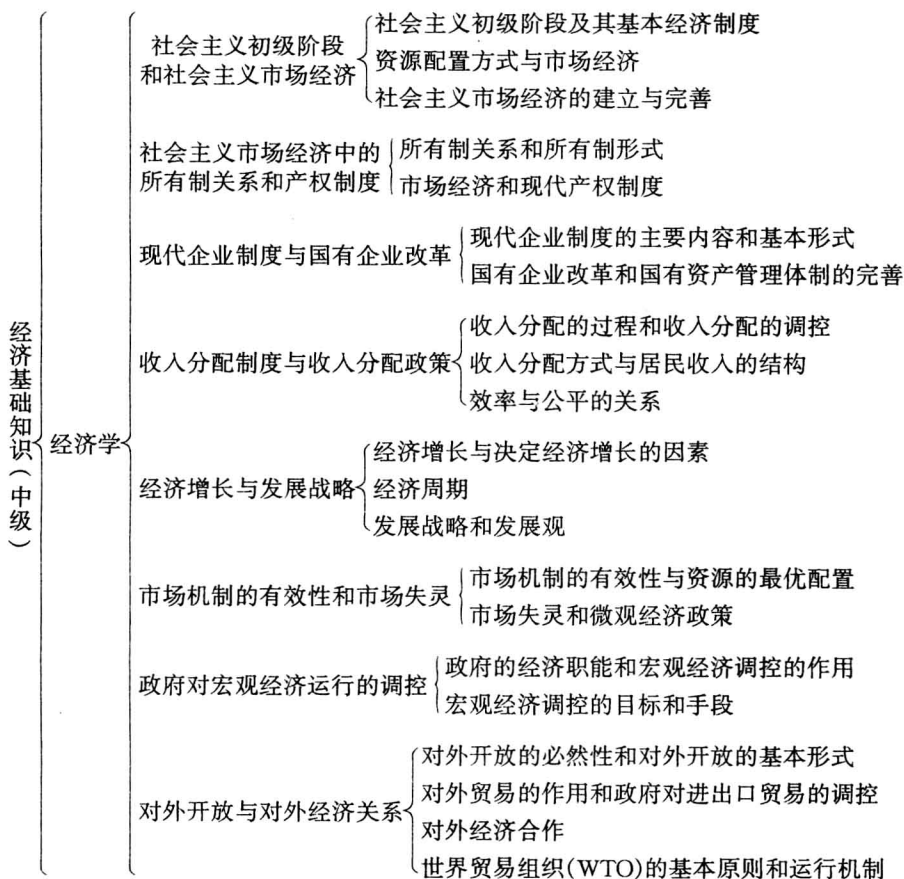 经济基础知识（中级）
经济学
社会主义初级阶段
和社会主义市场经济
社会主义初级阶段及其基本经济制度
资源配置方式与市场经济
社会主义市场经济的建立与完善
社会主义市场经济中的
所有制关系和产权制度
所有制关系和所有制形式
市场经济和现代产权制度
现代企业制度与国有企业改革
现代企业制度的主要内容和基本形式
国有企业改革和国有资产管理体制的完善
收入分配制度与收入分配政策
收入分配的过程和收入分配的调控
收入分配方式与居民收入的结构
效率与公平的关系
经济增长与发展战略
经济增长与决定经济增长的因素
经济周期
发展战略和发展观
市场机制的有效性和市场失灵
市场机制的有效性与资源的最优配置
市场失灵和微观经济政策
政府对宏观经济运行的调控
政府的经济职能和宏观经济调控的作用
宏观经济调控的目标和手段
对外开放与对外经济关系
对外开放的必然性和对外开放的基本形式
对外贸易的作用和政府对进出口贸易的调控
对外经济合作
世界贸易组织(WTO)的基本原则和运行机制